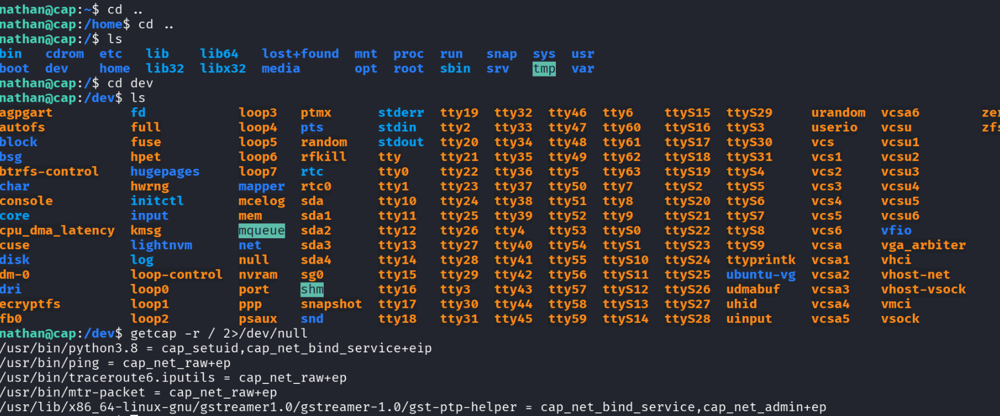 nathan@cap:~$ cd ..
nathan@cap:/home$ cd ..
nathan@cap:/$ ls
bin cdrom etc lib lib64 lost+found mnt proc run snap sys usr
boot dev home lib32 libx32 media opt root sbin srv tmp var
nathan@cap:/$ cd dev
nathan@cap:/dev$ ls
agpgart fd loop3 ptmx stderr tty19 tty32 tty46 tty6 ttyS15 ttyS29 urandom vcsa6
autofs full loop4 pts stdin tty2 tty33 tty47 tty60 ttyS16 ttyS3 userio vcsu
block fuse loop5 random stdout tty20 tty34 tty48 tty61 ttyS17 ttyS30 vcs vcsu1
bsg hpet loop6 rfkill tty tty21 tty35 tty49 tty62 ttyS18 ttyS31 vcs1 vcsu2
btrfs-control hugepages loop7 rtc tty0 tty22 tty36 tty5 tty63 ttyS19 ttyS4 vcs2 vcsu3
char hwrng mapper rtc0 tty1 tty23 tty37 tty50 tty7 ttyS2 ttyS5 vcs3 vcsu4
console initctl mcelog sda tty10 tty24 tty38 tty51 tty8 ttyS20 ttyS6 vcs4 vcsu5
core input mem sda1 tty11 tty25 tty39 tty52 tty9 ttyS21 ttyS7 vcs5 vcsu6
cpu_dma_latency kmsg mqueue sda2 tty12 tty26 tty4 tty53 ttyS0 ttyS22 ttyS8 vcs6 vfio
cuse lightnvm net sda3 tty13 tty27 tty40 tty54 ttyS1 ttyS23 ttyS9 vcsa vga_arbiter
disk log null sda4 tty14 tty28 tty41 tty55 ttyS10 ttyS24 ttyprintk vcsa1 vhci
dm-0 loop-control nvram sg0 tty15 tty29 tty42 tty56 ttyS11 ttyS25 ubuntu-vg vcsa2 vhost-net
dri loop0 port shm tty16 tty3 tty43 tty57 ttyS12 ttyS26 udmabuf vcsa3 vhost-vsock
ecryptfs loop1 ppp snapshot tty17 tty30 tty44 tty58 ttyS13 ttyS27 uhid vcsa4 vmci
fb0 loop2 psaux snd tty18 tty31 tty45 tty59 ttyS14 ttyS28 uinput vcsa5 vsock
nathan@cap:/dev$ getcap -r / 2>/dev/null
/usr/bin/python3.8 = cap_setuid,cap_net_bind_service+eip
/usr/bin/ping = cap_net_raw+ep
/usr/bin/traceroute6.iputils = cap_net_raw+ep
/usr/bin/mtr-packet = cap_net_raw+ep
/usr/lib/x86_64-linux-gnu/gstreamer1.0/gstreamer-1.0/gst-ptp-helper = cap_net_bind_service,cap_net_admin+ep